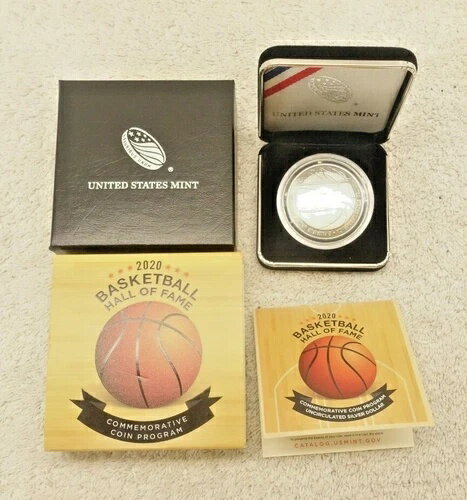 UNITED STATES MINT
®
UNITED STATES MINT
2020
BASKETBALL
HALL OF FAME
COMMEMORATIVE
COIN PROGRAM
2020
BASKETBALL
HALL OF FAME
COMMEMORATIVE COIN PROGRAM
UNCIRCULATED SILVER DOLLAR
CATALOG.USMINT.GOV